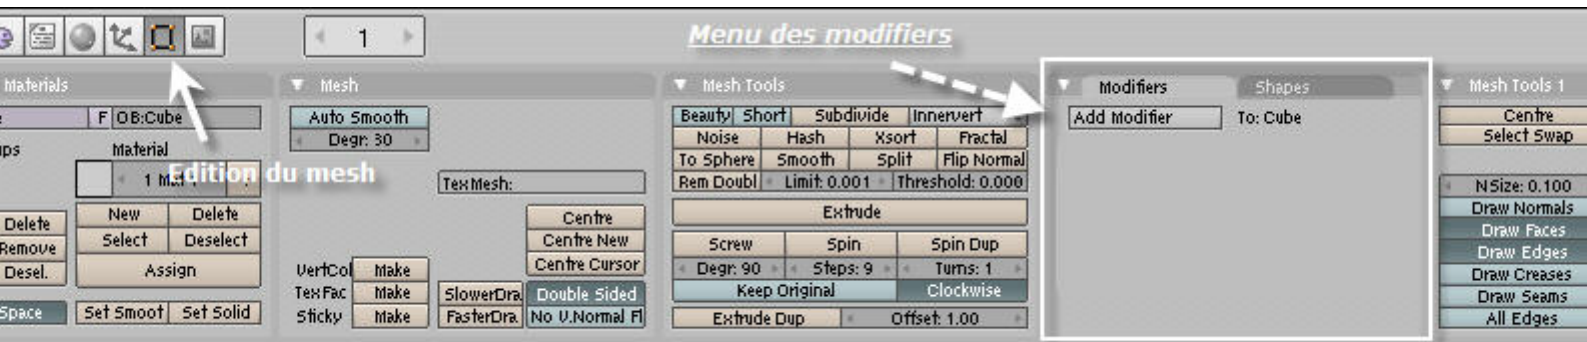 1
Menu des modifiers
Materials
Mesh
Mesh Tools
Modifiers
Shapes
Mesh Tools 1
F OB:Cube
Material
New Delete
Select Deselect
Assign
Delete
Remove
Desel.
Space
Set Smoot Set Solid
Edition du mesh
Auto Smooth
Degr: 30
TexMesh:
Centre
Centre New
Centre Cursor
VertCol Make
TexFac Make
Sticky Make
SlowerDra Double Sided
FasterDra No V.Normal Fl
Beauty Short Subdivide Innervert
Noise Hash Xsort Fractal
To Sphere Smooth Split Flip Normal
Rem Doubl Limit: 0.001 Threshold: 0.000
Extrude
Screw Spin Spin Dup
Degr: 90 Steps: 9 Turns: 1
Keep Original Clockwise
Extrude Dup Offset: 1.00
Add Modifier To: Cube
Centre
Select Swap
NSize: 0.100
Draw Normals
Draw Faces
Draw Edges
Draw Creases
Draw Seams
All Edges